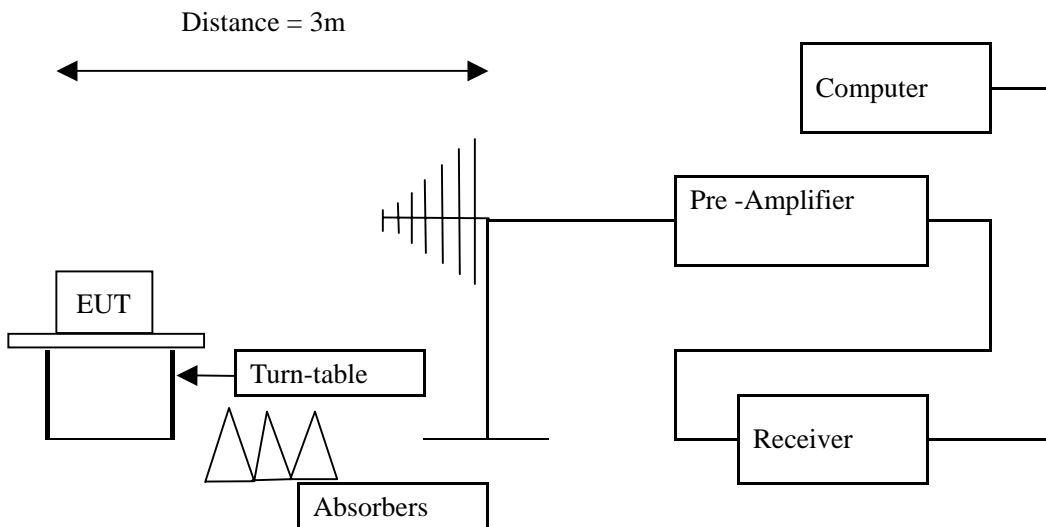 Distance = 3m
Computer
Pre -Amplifier
EUT
Turn-table
Receiver
Absorbers